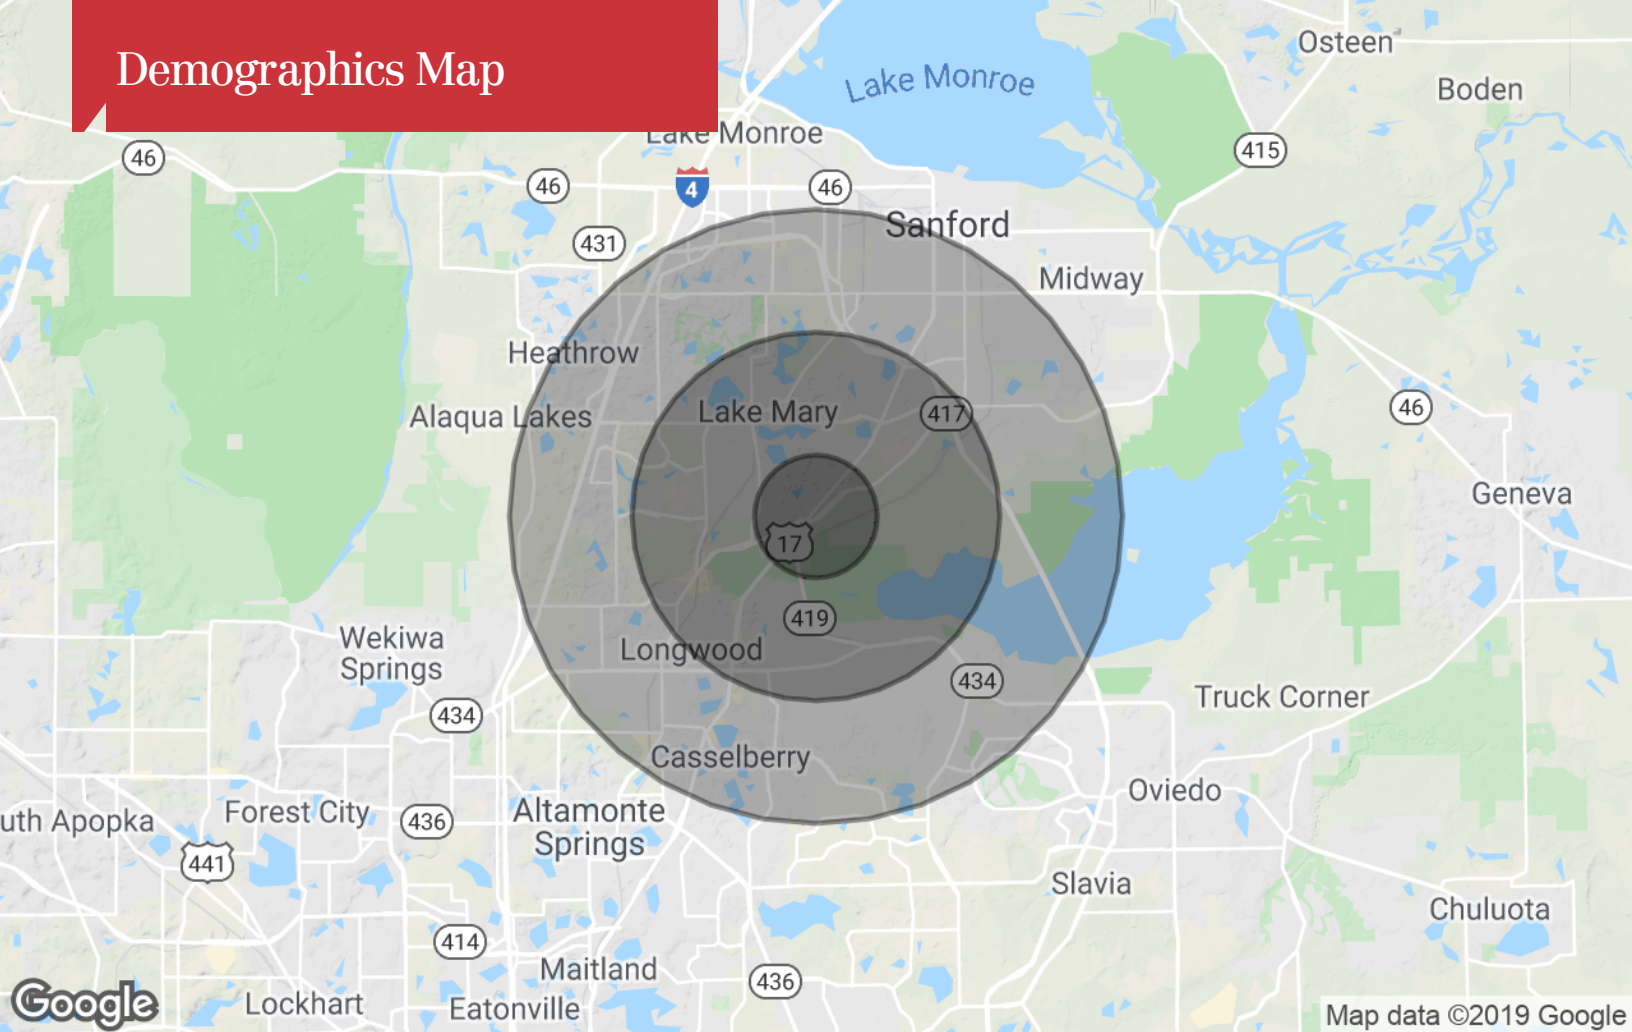 Demographics Map
Osteen
Lake Monroe
Boden
Lake Monroe
415
46
46
4
46
Sanford
431
Midway
Heathrow
Lake Mary
417
46
Alaqua Lakes
Geneva
17
419
Wekiwa
Springs
Longwood
434
Truck Corner
434
Casselberry
Oviedo
Forest City
Altamonte
Springs
uth Apopka
436
441
Slavia
Chuluota
414
Maitland
436
Lockhart
Eatonville
Google
Map data ©2019 Google